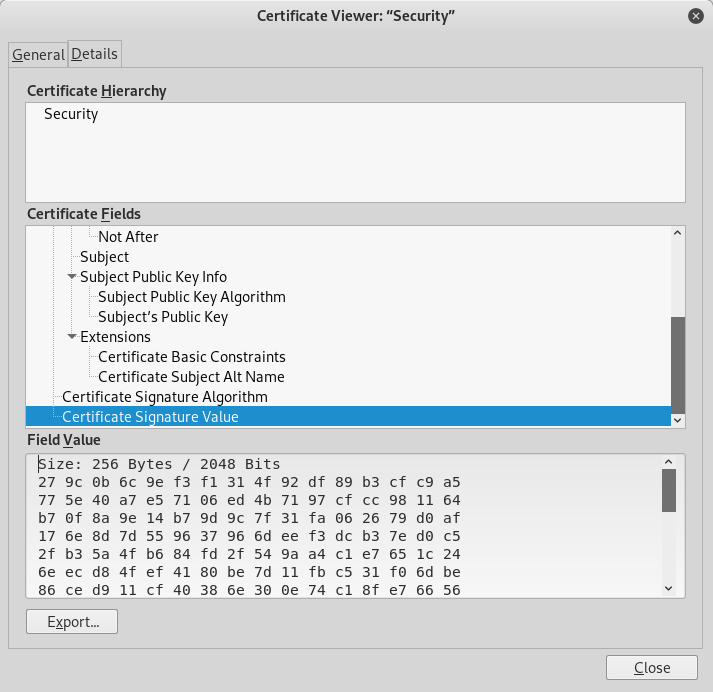 Certificate Viewer: “Security”
General Details
Certificate Hierarchy
Security
Certificate Fields
Not After
Subject
Subject Public Key Info
Subject Public Key Algorithm
Subject’s Public Key
Extensions
Certificate Basic Constraints
Certificate Subject Alt Name
Certificate Signature Algorithm
Certificate Signature Value
Field Value
Size: 256 Bytes / 2048 Bits
27 9c 0b 6c 9e f3 f1 31 4f 92 df 89 b3 cf c9 a5
77 5e 40 a7 e5 71 06 ed 4b 71 97 cf cc 98 11 64
b7 0f 8a 9e 14 b7 9d 9c 7f 31 fa 06 26 79 d0 af
17 6e 8d 7d 55 96 37 96 6d ee f3 dc b3 7e d0 c5
2f b3 5a 4f b6 84 fd 2f 54 9a a4 c1 e7 65 1c 24
6e ec d8 4f ef 41 80 be 7d 11 fb c5 31 f0 6d be
86 ce d9 11 cf 40 38 6e 30 0e 74 c1 8f e7 66 56
Export...
Close